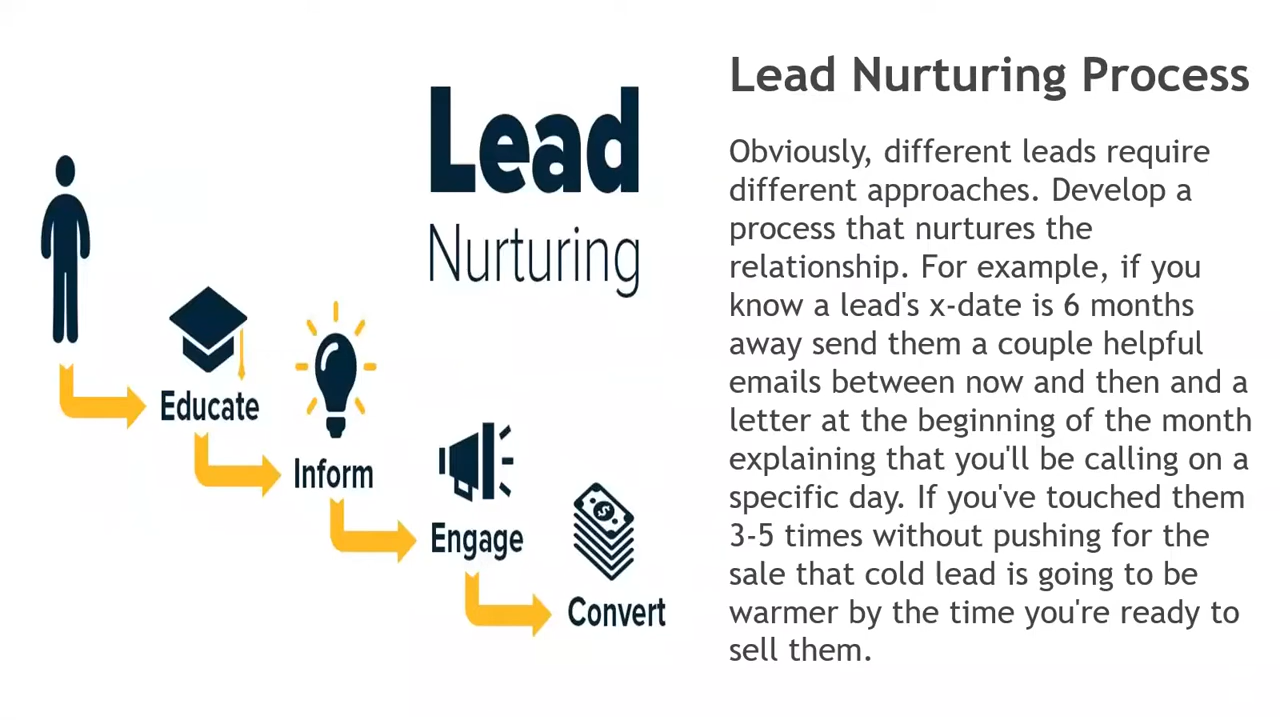 Lead
Nurturing
Educate
Inform
Engage
Convert
Lead Nurturing Process
Obviously, different leads require
different approaches. Develop a
process that nurtures the
relationship. For example, if you
know a lead's x-date is 6 months
away send them a couple helpful
emails between now and then and a
letter at the beginning of the month
explaining that you'll be calling on a
specific day. If you've touched them
3-5 times without pushing for the
sale that cold lead is going to be
warmer by the time you're ready to
sell them.